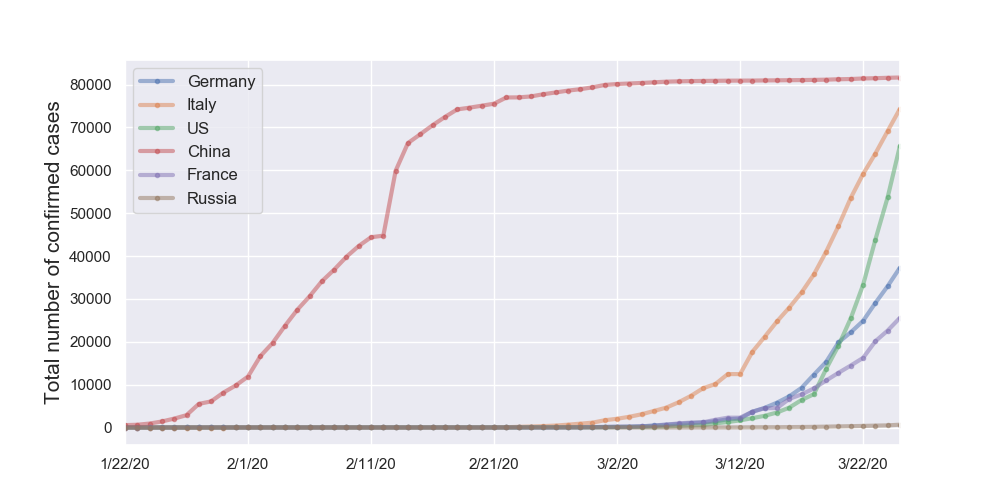 Germany
Italy
US
China
France
Russia
Total number of confirmed cases
80000
70000
60000
50000
40000
30000
20000
10000
0
1/22/20
2/1/20
2/11/20
2/21/20
3/2/20
3/12/20
3/22/20